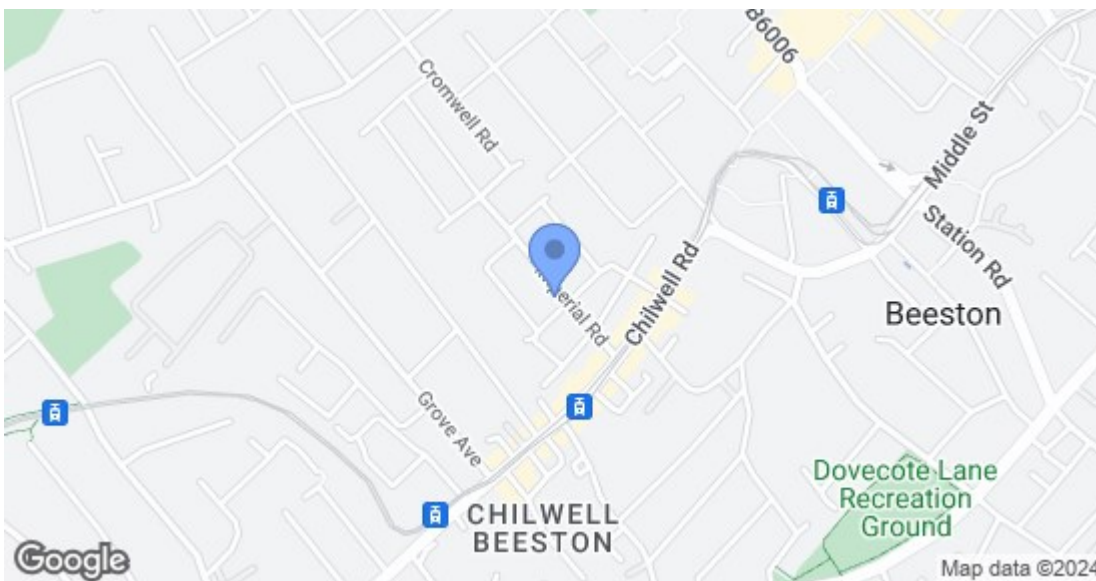 B6006
Cromwell Rd
Middle St
Station Rd
Chilwell Rd
Beeston
Grove Ave
CHILWELL
BEESTON
Dovecote Lane
Recreation
Ground
Google
Map data ©2024